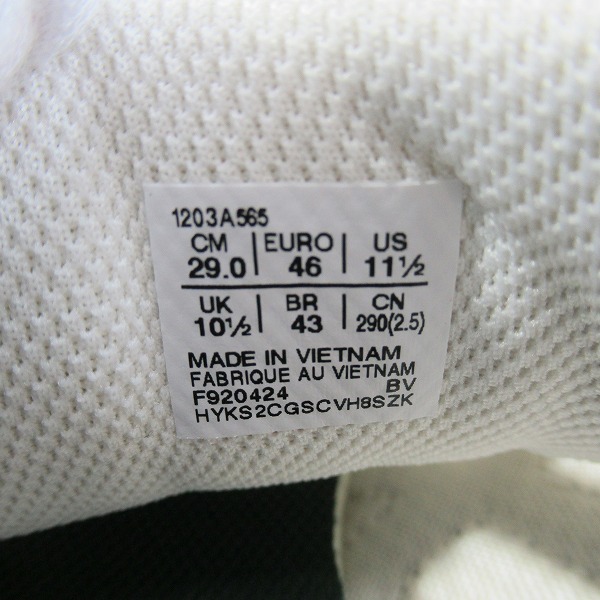 1203A565
CM | EURO | US
29.0 | 46 | 11½
UK | BR | CN
10½ | 43 | 290(2.5)
MADE IN VIETNAM
FABRIQUE AU VIETNAM
F920424 BV
HYKS2CGSCVH8SZK